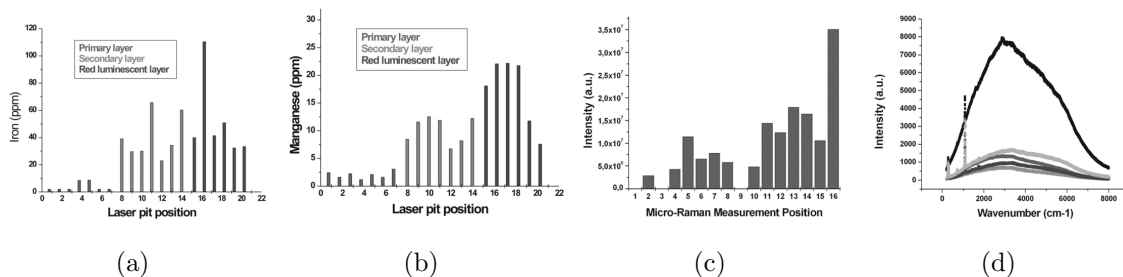 Iron (ppm)
120
100
80
60
40
20
0
Primary layer
Secondary layer
Red luminescent layer
0 2 4 6 8 10 12 14 16 18 20 22
Laser pit position
(a)
Manganese (ppm)
30
20
10
0
Primary layer
Secondary layer
Red luminescent layer
0 2 4 6 8 10 12 14 16 18 20 22
Laser pit position
(b)
Intensity (a.u.)
3,5x10⁷
3,0x10⁷
2,5x10⁷
2,0x10⁷
1,5x10⁷
1,0x10⁷
5,0x10⁶
0,0
1 2 3 4 5 6 7 8 9 10 11 12 13 14 15 16
Micro-Raman Measurement Position
(c)
Intensity (a.u.)
9000
8000
7000
6000
5000
4000
3000
2000
1000
0
0 2000 4000 6000 8000
Wavenumber (cm-1)
(d)